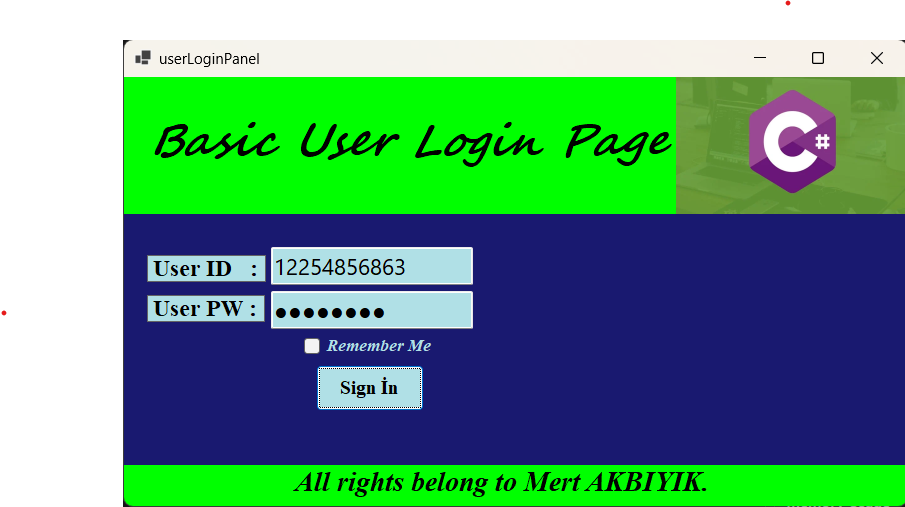 userLoginPanel
Basic User Login Page
C#
User ID :
12254856863
User PW :
●●●●●●●●
Remember Me
Sign İn
All rights belong to Mert AKBIYIK.